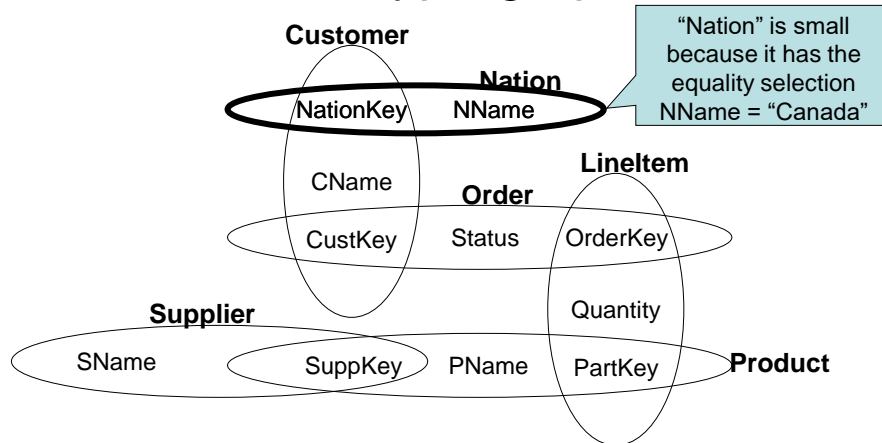 Customer
“Nation” is small
because it has the
equality selection
NName = “Canada”
Nation
NationKey NName
LineItem
CName
Order
CustKey Status OrderKey
Quantity
Supplier
SName SuppKey PName PartKey Product